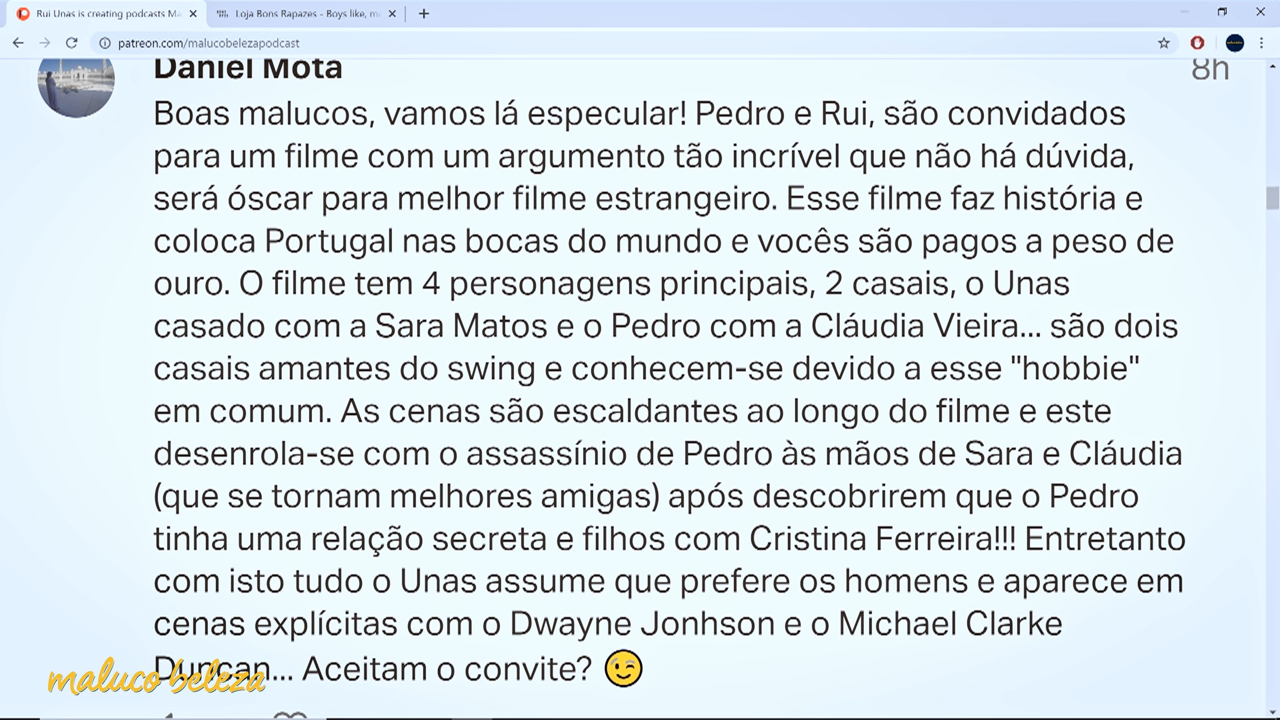 Rui Unas is creating podcasts Ma
Loja Bons Rapazes - Boys like, m
patreon.com/malucobelezapodcast
Daniel Mota
8h
Boas malucos, vamos lá especular! Pedro e Rui, são convidados
para um filme com um argumento tão incrível que não há dúvida,
será óscar para melhor filme estrangeiro. Esse filme faz história e
coloca Portugal nas bocas do mundo e vocês são pagos a peso de
ouro. O filme tem 4 personagens principais, 2 casais, o Unas
casado com a Sara Matos e o Pedro com a Cláudia Vieira... são dois
casais amantes do swing e conhecem-se devido a esse "hobbie"
em comum. As cenas são escaldantes ao longo do filme e este
desenrola-se com o assassínio de Pedro às mãos de Sara e Cláudia
(que se tornam melhores amigas) após descobrirem que o Pedro
tinha uma relação secreta e filhos com Cristina Ferreira!!! Entretanto
com isto tudo o Unas assume que prefere os homens e aparece em
cenas explícitas com o Dwayne Jonhson e o Michael Clarke
Duncan... Aceitam o convite? 😉
maluco beleza